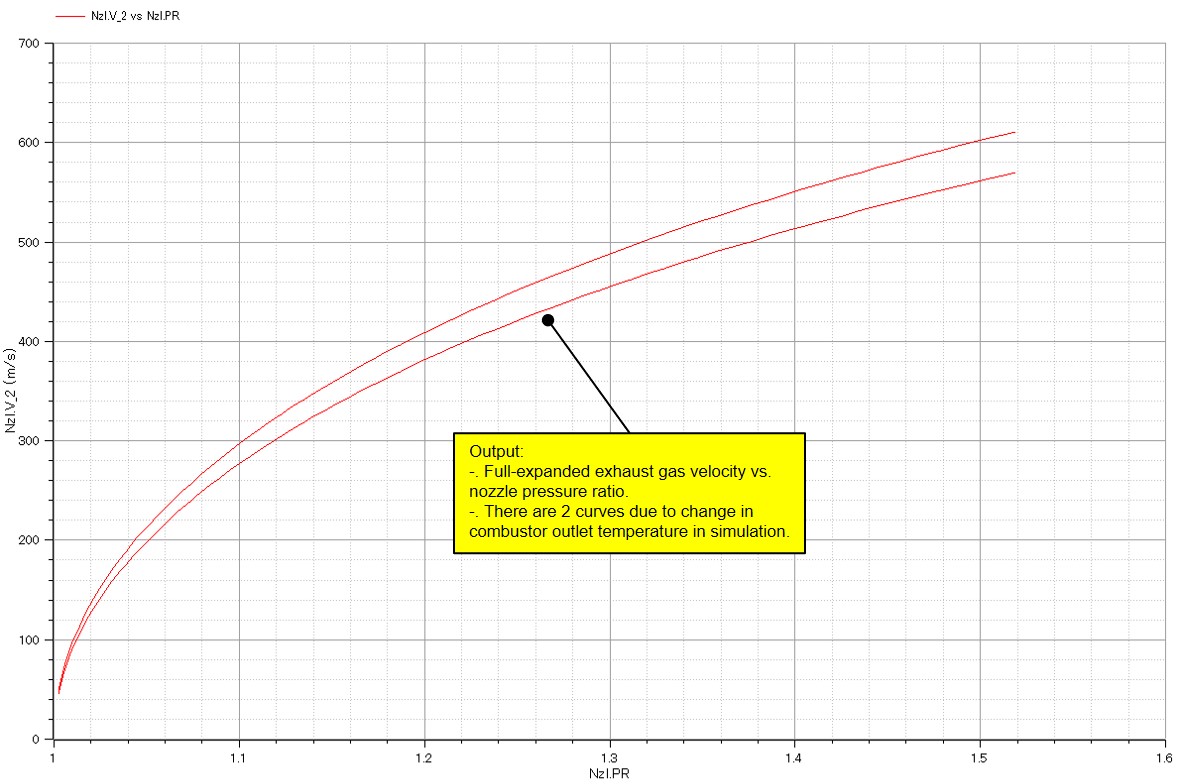 Nzl.V_2 vs Nzl.PR
700
600
500
400
300
200
100
0
Nzl.V_2 (m/s)
Output:
-. Full-expanded exhaust gas velocity vs.
nozzle pressure ratio.
-. There are 2 curves due to change in
combustor outlet temperature in simulation.
1 1.1 1.2 1.3 1.4 1.5 1.6
Nzl.PR